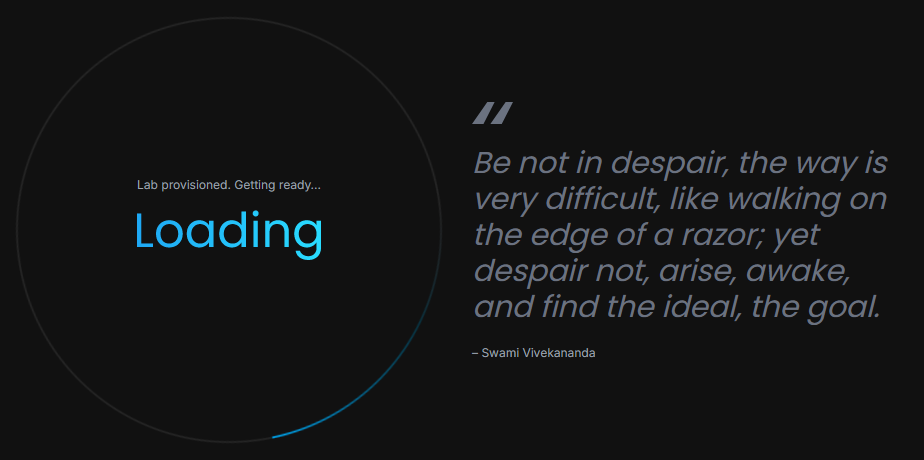 Lab provisioned. Getting ready...
Loading
“
Be not in despair, the way is
very difficult, like walking on
the edge of a razor; yet
despair not, arise, awake,
and find the ideal, the goal.
– Swami Vivekananda